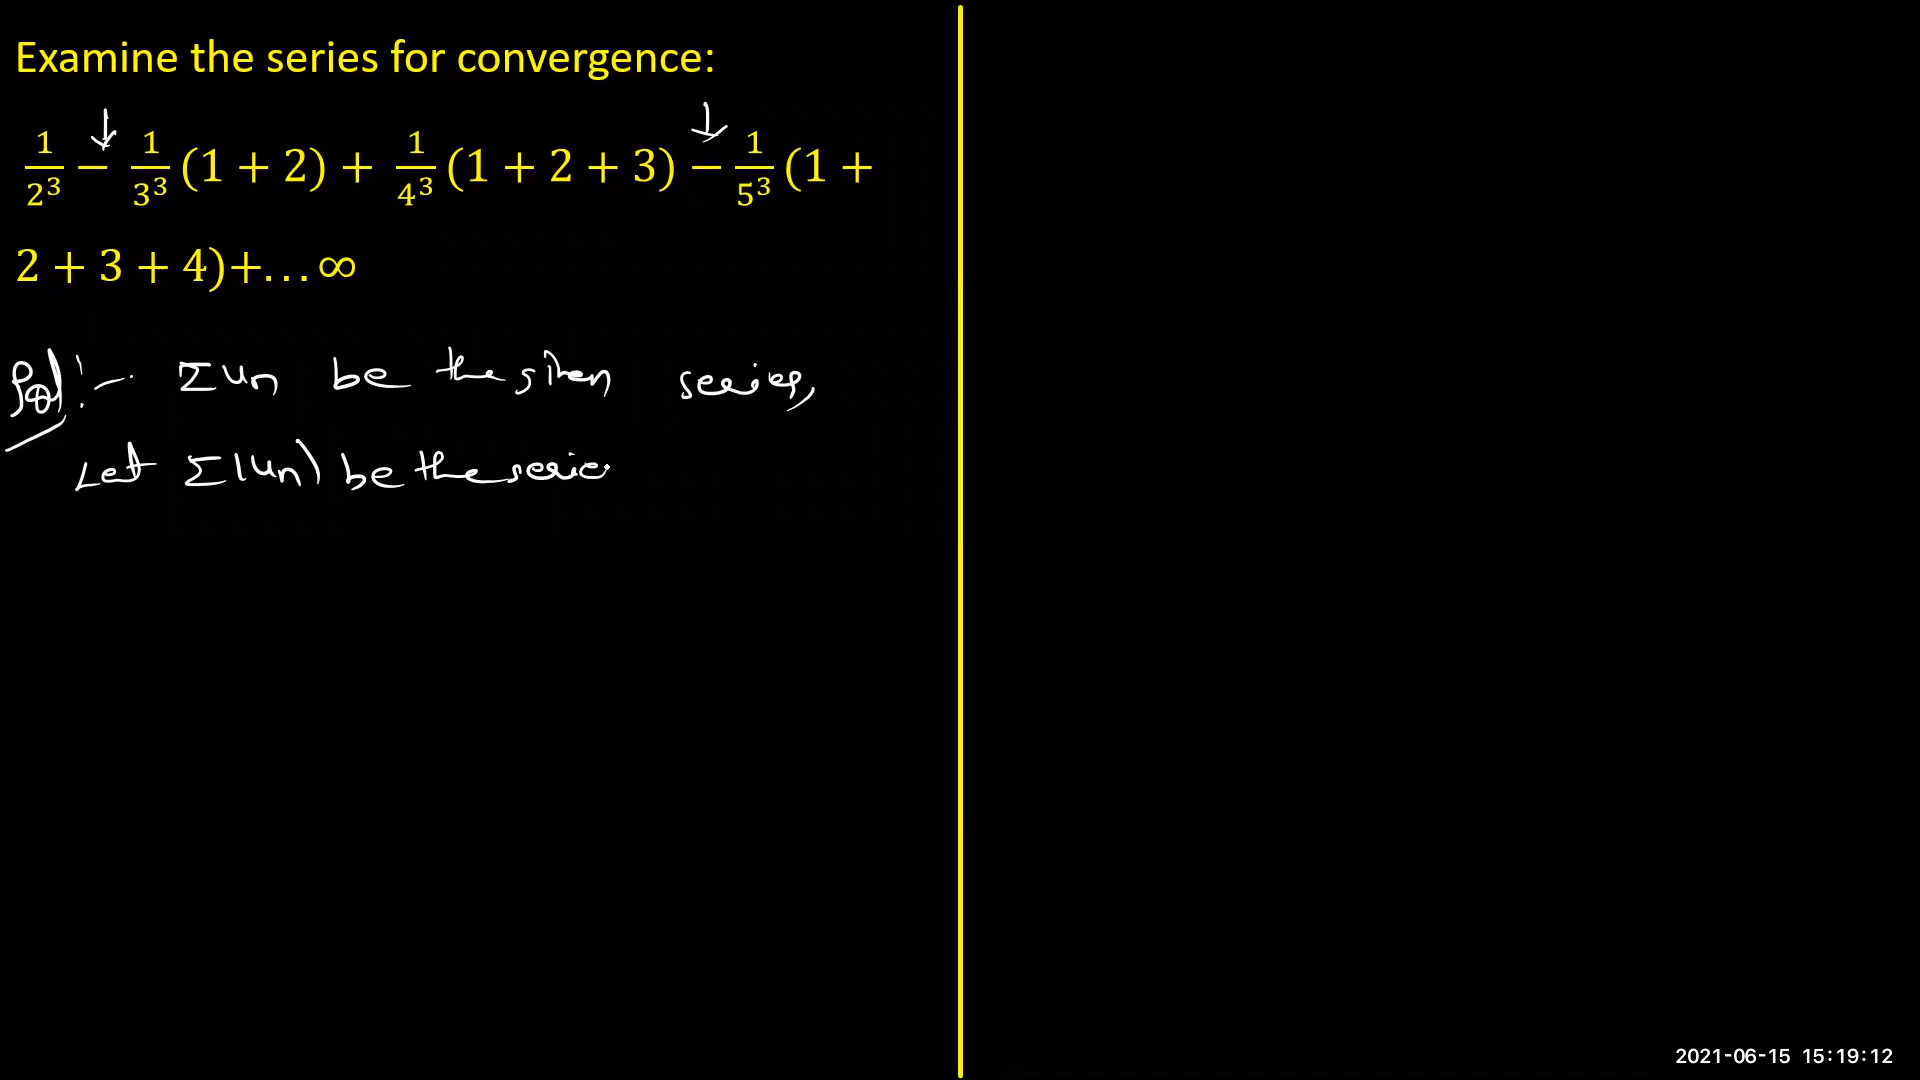 Examine the series for convergence:
1/2³ − 1/3³ (1 + 2) + 1/4³ (1 + 2 + 3) − 1/5³ (1 +
2 + 3 + 4)+…∞
Sol:- Σuₙ be the given series,
Let Σ|uₙ| be the serie
2021-06-15 15:19:12